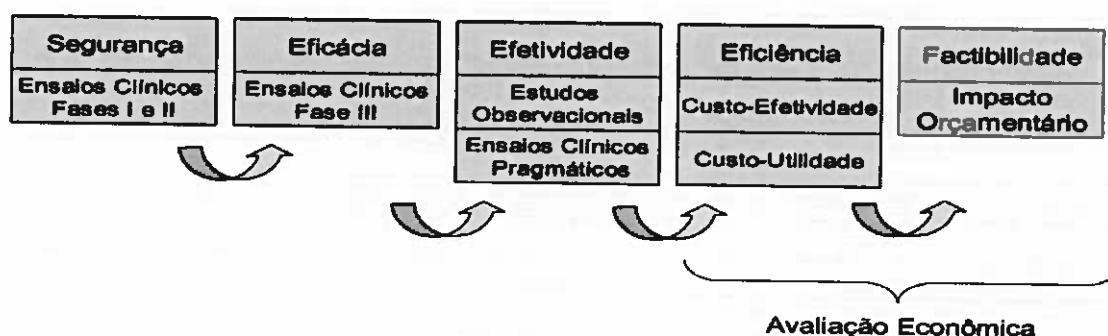 Segurança
Ensaios Clínicos
Fases I e II
Eficácia
Ensaios Clínicos
Fase III
Efetividade
Estudos
Observacionais
Ensaios Clínicos
Pragmáticos
Eficiência
Custo-Efetividade
Custo-Utilidade
Factibilidade
Impacto
Orçamentário
Avaliação Econômica